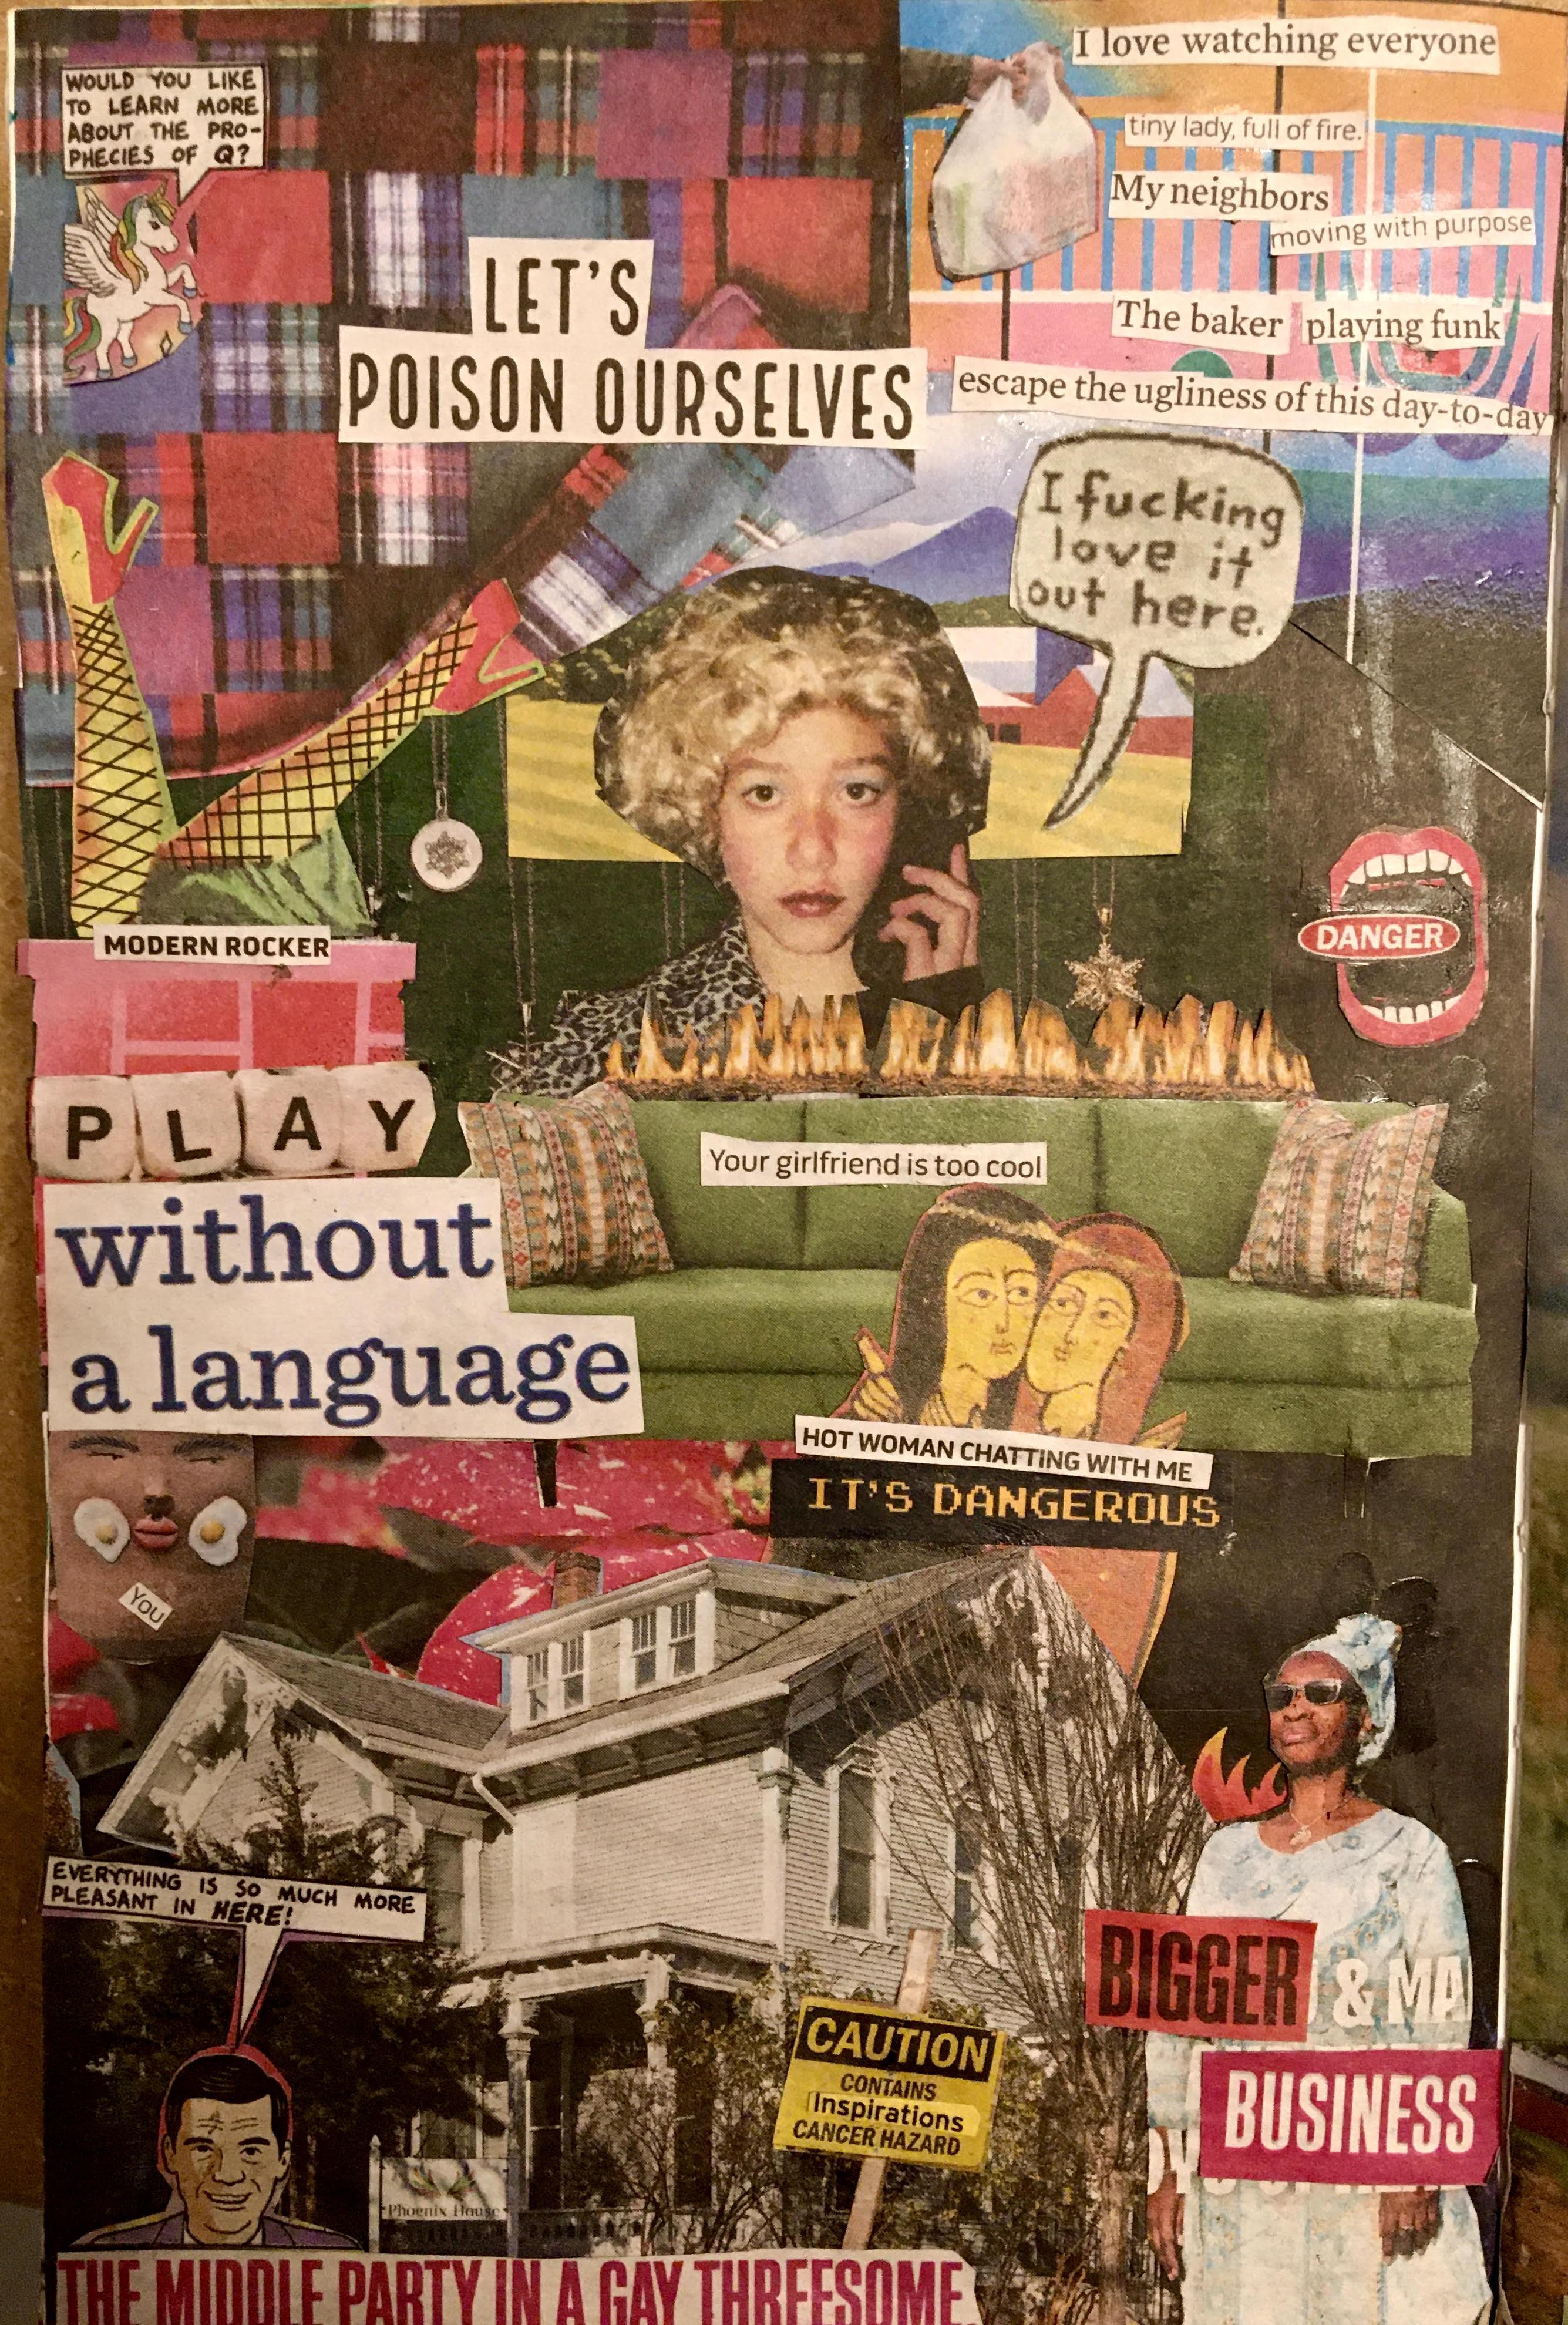 WOULD YOU LIKE
TO LEARN MORE
ABOUT THE PRO-
PHECIES OF Q?
I love watching everyone
tiny lady, full of fire.
My neighbors
moving with purpose
The baker playing funk
escape the ugliness of this day-to-day
LET'S
POISON OURSELVES
I fucking
love it
out here.
DANGER
MODERN ROCKER
PLAY
without
a language
Your girlfriend is too cool
HOT WOMAN CHATTING WITH ME
IT'S DANGEROUS
You
EVERYTHING IS SO MUCH MORE
PLEASANT IN HERE!
BIGGER & MA
BUSINESS
CAUTION
CONTAINS
Inspirations
CANCER HAZARD
Phoenix House
THE MIDDLE PARTY IN A GAY THREESOME.